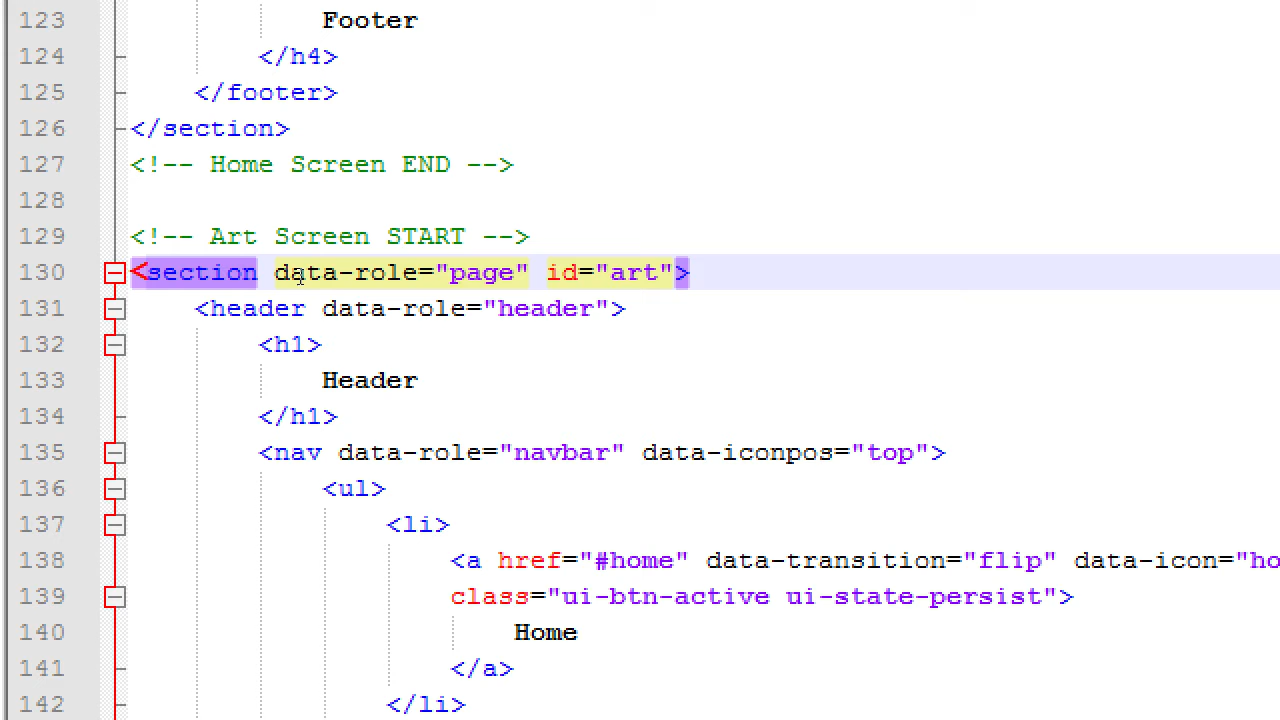 123 Footer
124 </h4>
125 </footer>
126 </section>
127 <!-- Home Screen END -->
128
129 <!-- Art Screen START -->
130 <section data-role="page" id="art">
131 <header data-role="header">
132 <h1>
133 Header
134 </h1>
135 <nav data-role="navbar" data-iconpos="top">
136 <ul>
137 <li>
138 <a href="#home" data-transition="flip" data-icon="ho
139 class="ui-btn-active ui-state-persist">
140 Home
141 </a>
142 </li>